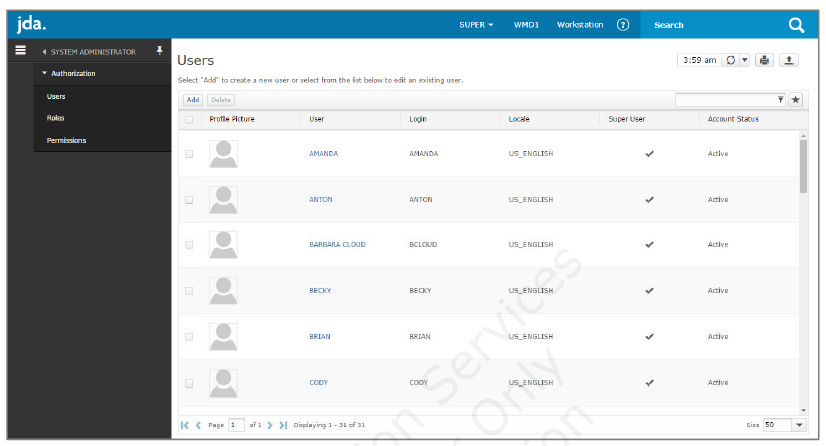 jda.
SUPER WMD1 Workstation ? Search
SYSTEM ADMINISTRATOR
Authorization
Users
Roles
Permissions
Users
3:59 am
Select "Add" to create a new user or select from the list below to edit an existing user.
Add Delete
Profile Picture User Login Locale Super User Account Status
AMANDA AMANDA US_ENGLISH Active
ANTON ANTON US_ENGLISH Active
BARBARA CLOUD BCLOUD US_ENGLISH Active
BECKY BECKY US_ENGLISH Active
BRIAN BRIAN US_ENGLISH Active
CODY CODY US_ENGLISH Active
Page 1 of 1 Displaying 1 - 31 of 31 Size 50
Services
Only